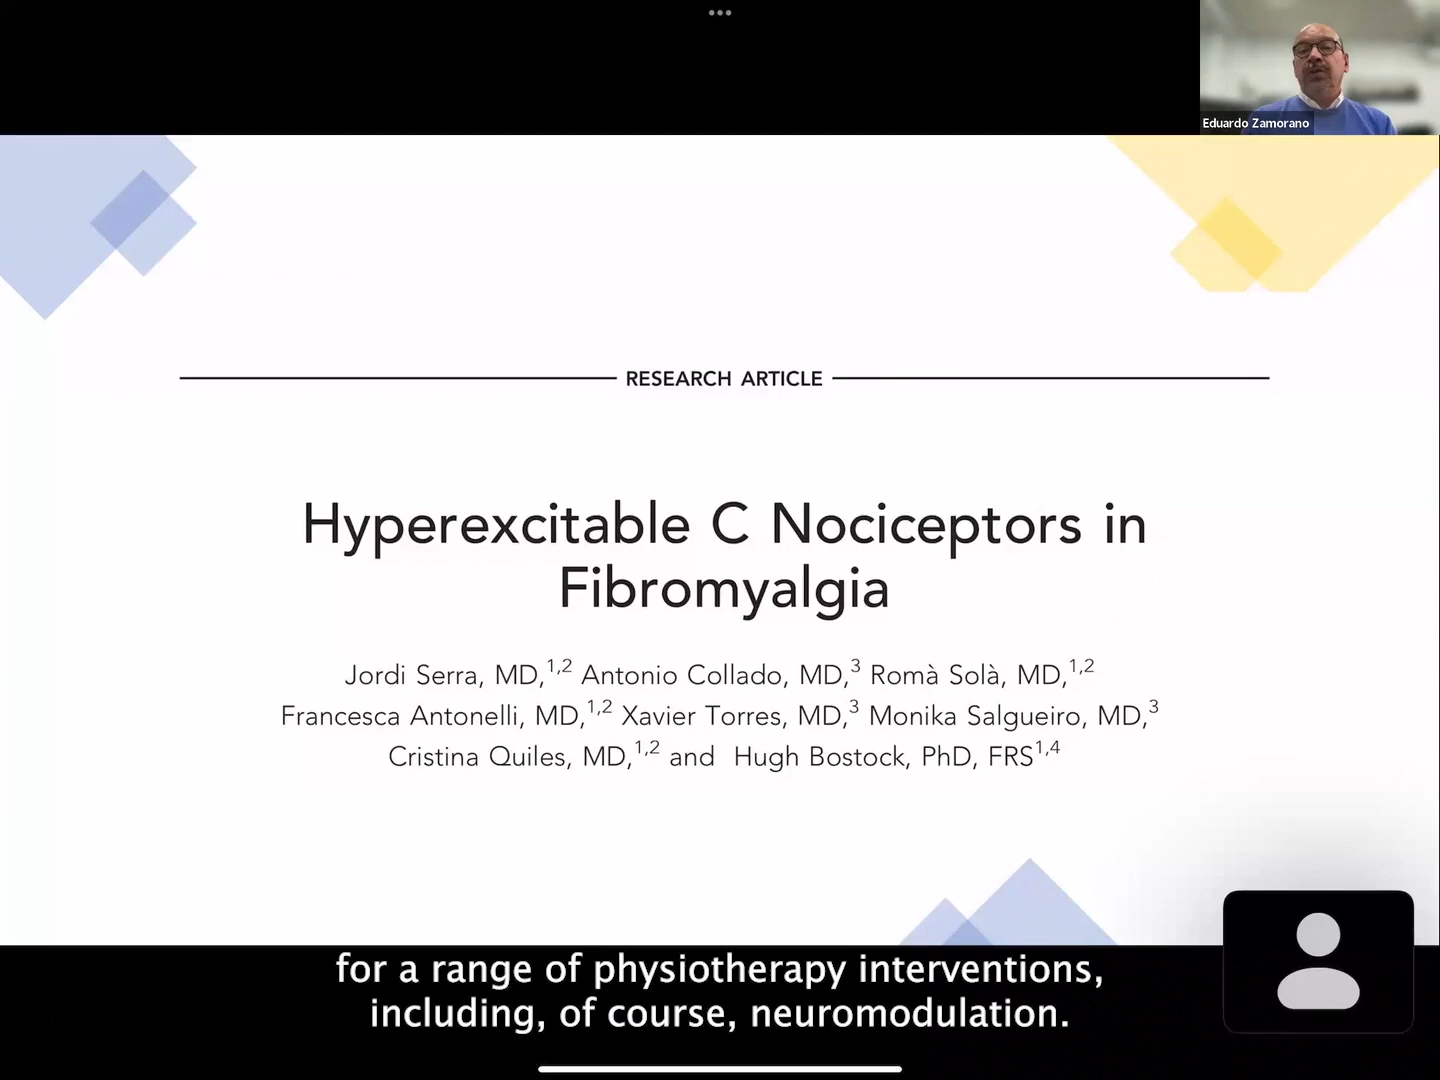 Eduardo Zamorano
RESEARCH ARTICLE
Hyperexcitable C Nociceptors in
Fibromyalgia
Jordi Serra, MD,1,2 Antonio Collado, MD,3 Romà Solà, MD,1,2
Francesca Antonelli, MD,1,2 Xavier Torres, MD,3 Monika Salgueiro, MD,3
Cristina Quiles, MD,1,2 and Hugh Bostock, PhD, FRS1,4
for a range of physiotherapy interventions,
including, of course, neuromodulation.